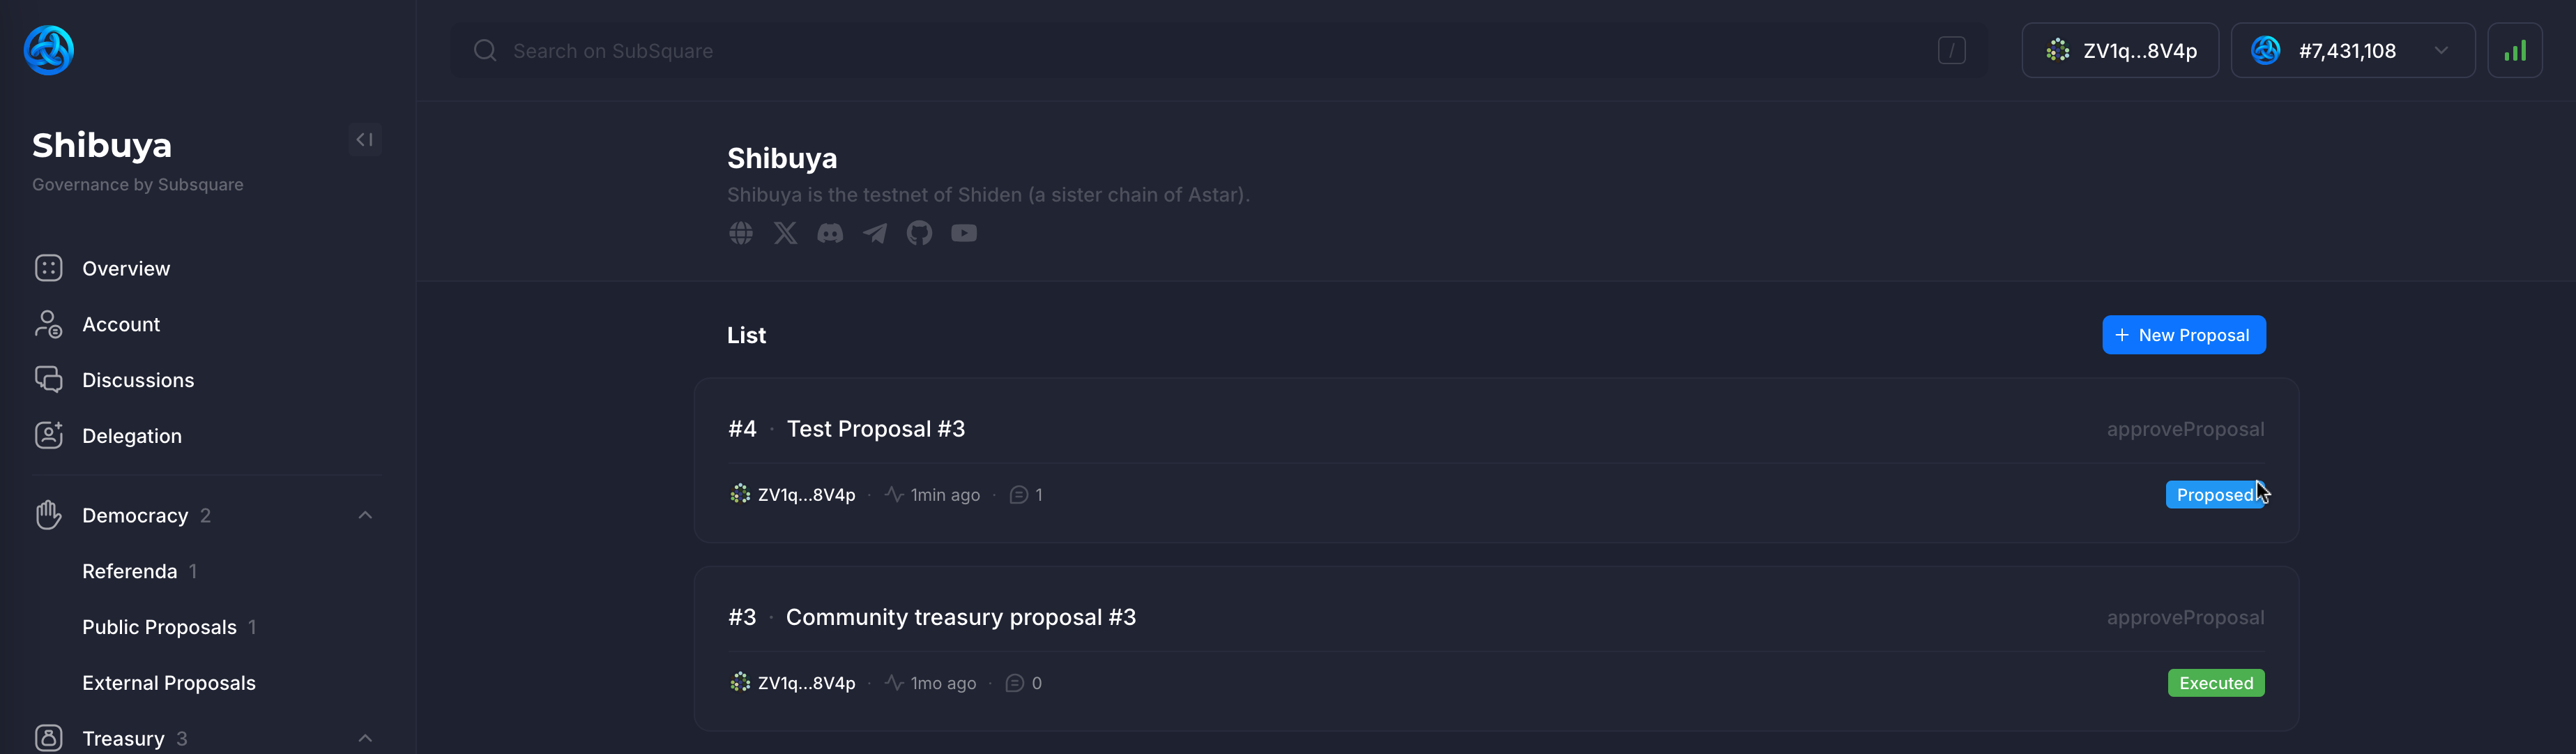 Search on SubSquare
/
ZV1q...8V4p
#7,431,108
Shibuya
Governance by Subsquare
Overview
Account
Discussions
Delegation
Democracy 2
Referenda 1
Public Proposals 1
External Proposals
Treasury 3
Shibuya
Shibuya is the testnet of Shiden (a sister chain of Astar).
List
+ New Proposal
#4 · Test Proposal #3
approveProposal
ZV1q...8V4p · 1min ago · 1
Proposed
#3 · Community treasury proposal #3
approveProposal
ZV1q...8V4p · 1mo ago · 0
Executed